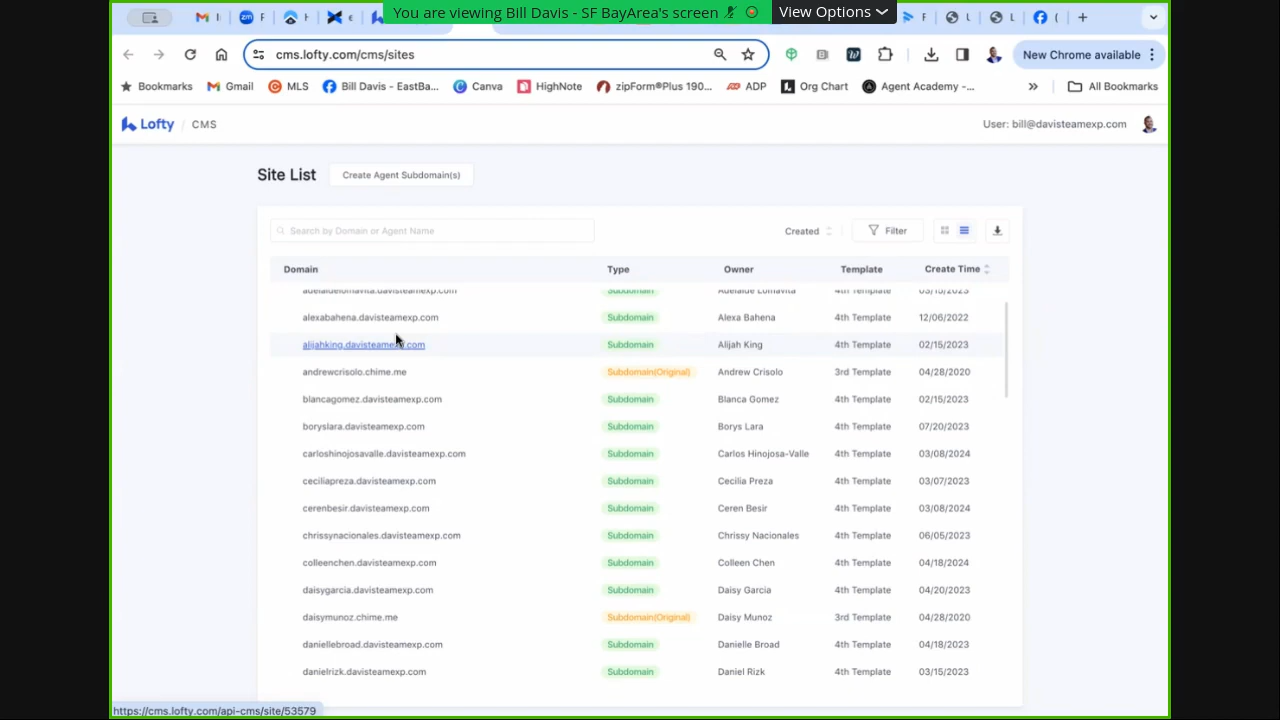 You are viewing Bill Davis - SF BayArea's screen
View Options
New Chrome available
cms.lofty.com/cms/sites
Bookmarks
Gmail
MLS
Bill Davis - EastBa...
Canva
HighNote
zipForm®Plus 190...
ADP
Org Chart
Agent Academy -...
All Bookmarks
Lofty / CMS
User: bill@davisteamexp.com
Site List
Create Agent Subdomain(s)
Search by Domain or Agent Name
Created
Filter
Domain Type Owner Template Create Time
adelaidelomavita.davisteamexp.com Subdomain Adelaide Lomavita 4th Template 03/15/2023
alexabahena.davisteamexp.com Subdomain Alexa Bahena 4th Template 12/06/2022
alijahking.davisteamexp.com Subdomain Alijah King 4th Template 02/15/2023
andrewcrisolo.chime.me Subdomain(Original) Andrew Crisolo 3rd Template 04/28/2020
blancagomez.davisteamexp.com Subdomain Blanca Gomez 4th Template 02/15/2023
boryslara.davisteamexp.com Subdomain Borys Lara 4th Template 07/20/2023
carloshinojosavalle.davisteamexp.com Subdomain Carlos Hinojosa-Valle 4th Template 03/08/2024
ceciliapreza.davisteamexp.com Subdomain Cecilia Preza 4th Template 03/07/2023
cerenbesir.davisteamexp.com Subdomain Ceren Besir 4th Template 03/08/2024
chrissynacionales.davisteamexp.com Subdomain Chrissy Nacionales 4th Template 06/05/2023
colleenchen.davisteamexp.com Subdomain Colleen Chen 4th Template 04/18/2024
daisygarcia.davisteamexp.com Subdomain Daisy Garcia 4th Template 04/20/2023
daisymunoz.chime.me Subdomain(Original) Daisy Munoz 3rd Template 04/28/2020
daniellebroad.davisteamexp.com Subdomain Danielle Broad 4th Template 04/18/2023
danielrizk.davisteamexp.com Subdomain Daniel Rizk 4th Template 03/15/2023
https://cms.lofty.com/api-cms/site/53579